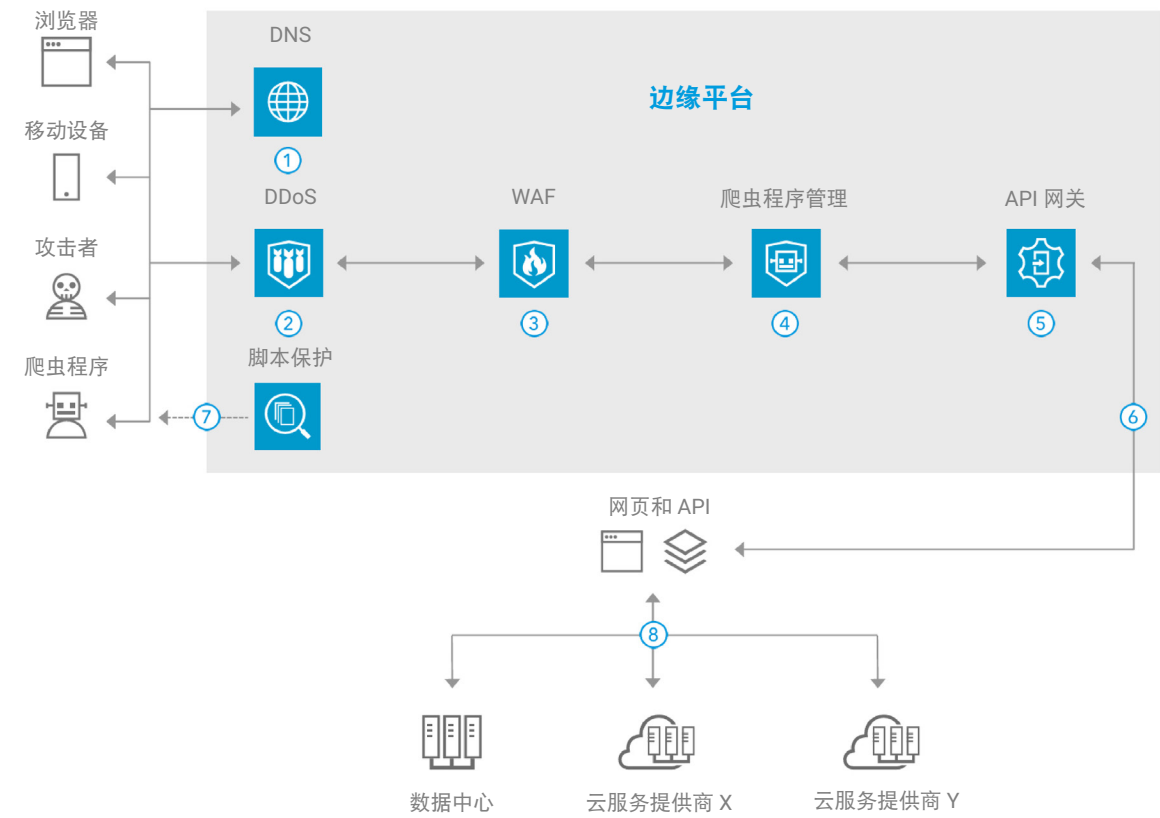 浏览器
DNS
边缘平台
移动设备
1
DDoS
WAF
爬虫程序管理
API 网关
攻击者
2
3
4
5
脚本保护
爬虫程序
7
6
网页和 API
8
数据中心
云服务提供商 X
云服务提供商 Y